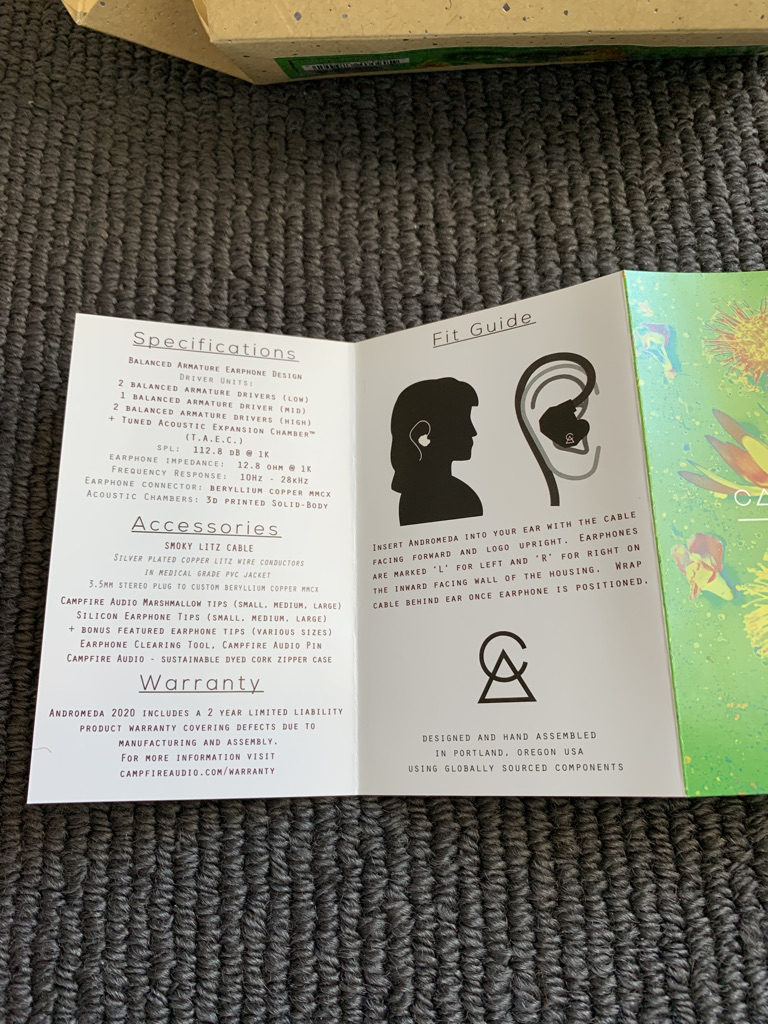 Specifications
Balanced Armature Earphone Design
Driver Units:
2 balanced armature drivers (low)
1 balanced armature driver (mid)
2 balanced armature drivers (high)
+ Tuned Acoustic Expansion Chamber™
(T.A.E.C.)
SPL: 112.8 dB @ 1K
Earphone Impedance: 12.8 ohm @ 1K
Frequency Response: 10Hz - 28kHz
Earphone connector: beryllium copper mmcx
Acoustic Chambers: 3D printed Solid-Body
Accessories
smoky litz cable
Silver plated copper litz wire conductors
in medical grade pvc jacket
3.5mm stereo plug to custom beryllium copper mmcx
Campfire Audio Marshmallow tips (small, medium, large)
Silicon Earphone Tips (small, medium, large)
+ bonus featured earphone tips (various sizes)
Earphone Clearing Tool, Campfire Audio Pin
Campfire Audio - sustainable dyed cork zipper case
Warranty
Andromeda 2020 includes a 2 year limited liability
product warranty covering defects due to
manufacturing and assembly.
For more information visit
campfireaudio.com/warranty
Fit Guide
Insert Andromeda into your ear with the cable
facing forward and logo upright. Earphones
are marked 'L' for left and 'R' for right on
the inward facing wall of the housing. Wrap
cable behind ear once earphone is positioned.
designed and hand assembled
in Portland, Oregon USA
using globally sourced components